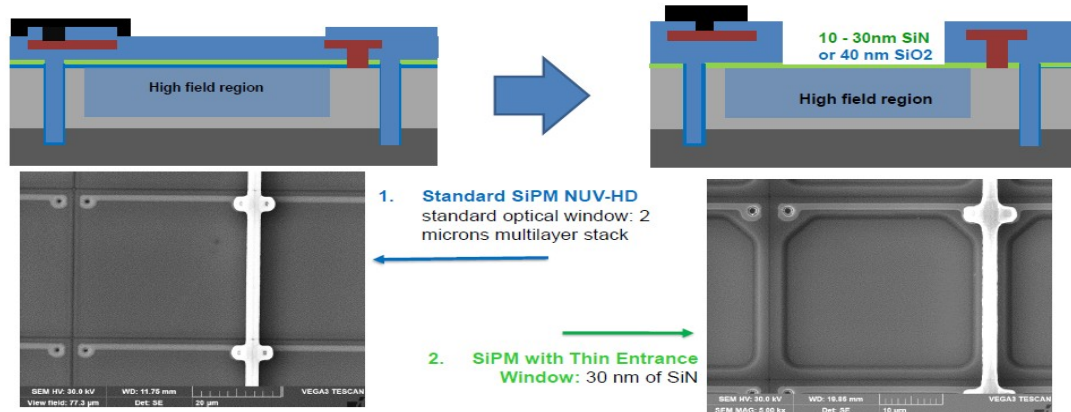 High field region
10 - 30nm SiN
or 40 nm SiO2
High field region
1. Standard SiPM NUV-HD
standard optical window: 2
microns multilayer stack
2. SiPM with Thin Entrance
Window: 30 nm of SiN
SEM HV: 30.0 kV WD: 11.75 mm VEGA3 TESCAN
View field: 77.3 µm Det: SE 20 µm
SEM HV: 30.0 kV WD: 10.86 mm VEGA3 TESCAN
SEM MAG: 5.00 kx Det: SE 10 µm